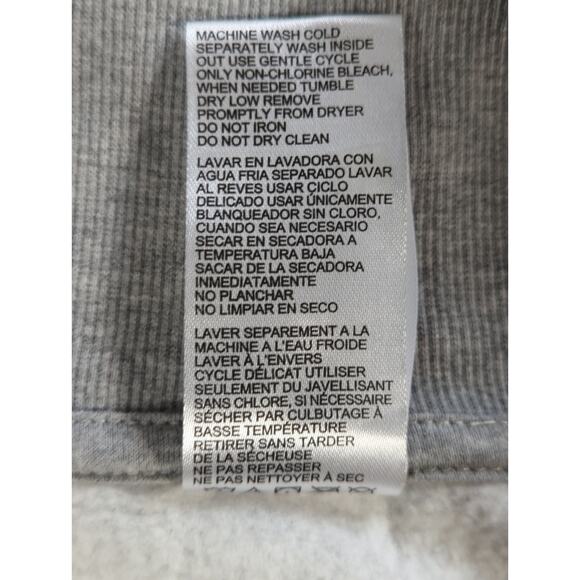 MACHINE WASH COLD
SEPARATELY WASH INSIDE
OUT USE GENTLE CYCLE
ONLY NON-CHLORINE BLEACH,
WHEN NEEDED TUMBLE
DRY LOW REMOVE
PROMPTLY FROM DRYER
DO NOT IRON
DO NOT DRY CLEAN
LAVAR EN LAVADORA CON
AGUA FRIA SEPARADO LAVAR
AL REVES USAR CICLO
DELICADO USAR ÚNICAMENTE
BLANQUEADOR SIN CLORO,
CUANDO SEA NECESARIO
SECAR EN SECADORA A
TEMPERATURA BAJA
SACAR DE LA SECADORA
INMEDIATAMENTE
NO PLANCHAR
NO LIMPIAR EN SECO
LAVER SEPAREMENT A LA
MACHINE A L'EAU FROIDE
LAVER À L'ENVERS
CYCLE DÉLICAT UTILISER
SEULEMENT DU JAVELLISANT
SANS CHLORE, SI NÉCESSAIRE
SÉCHER PAR CULBUTAGE À
BASSE TEMPÉRATURE
RETIRER SANS TARDER
DE LA SÉCHEUSE
NE PAS REPASSER
NE PAS NETTOYER À SEC